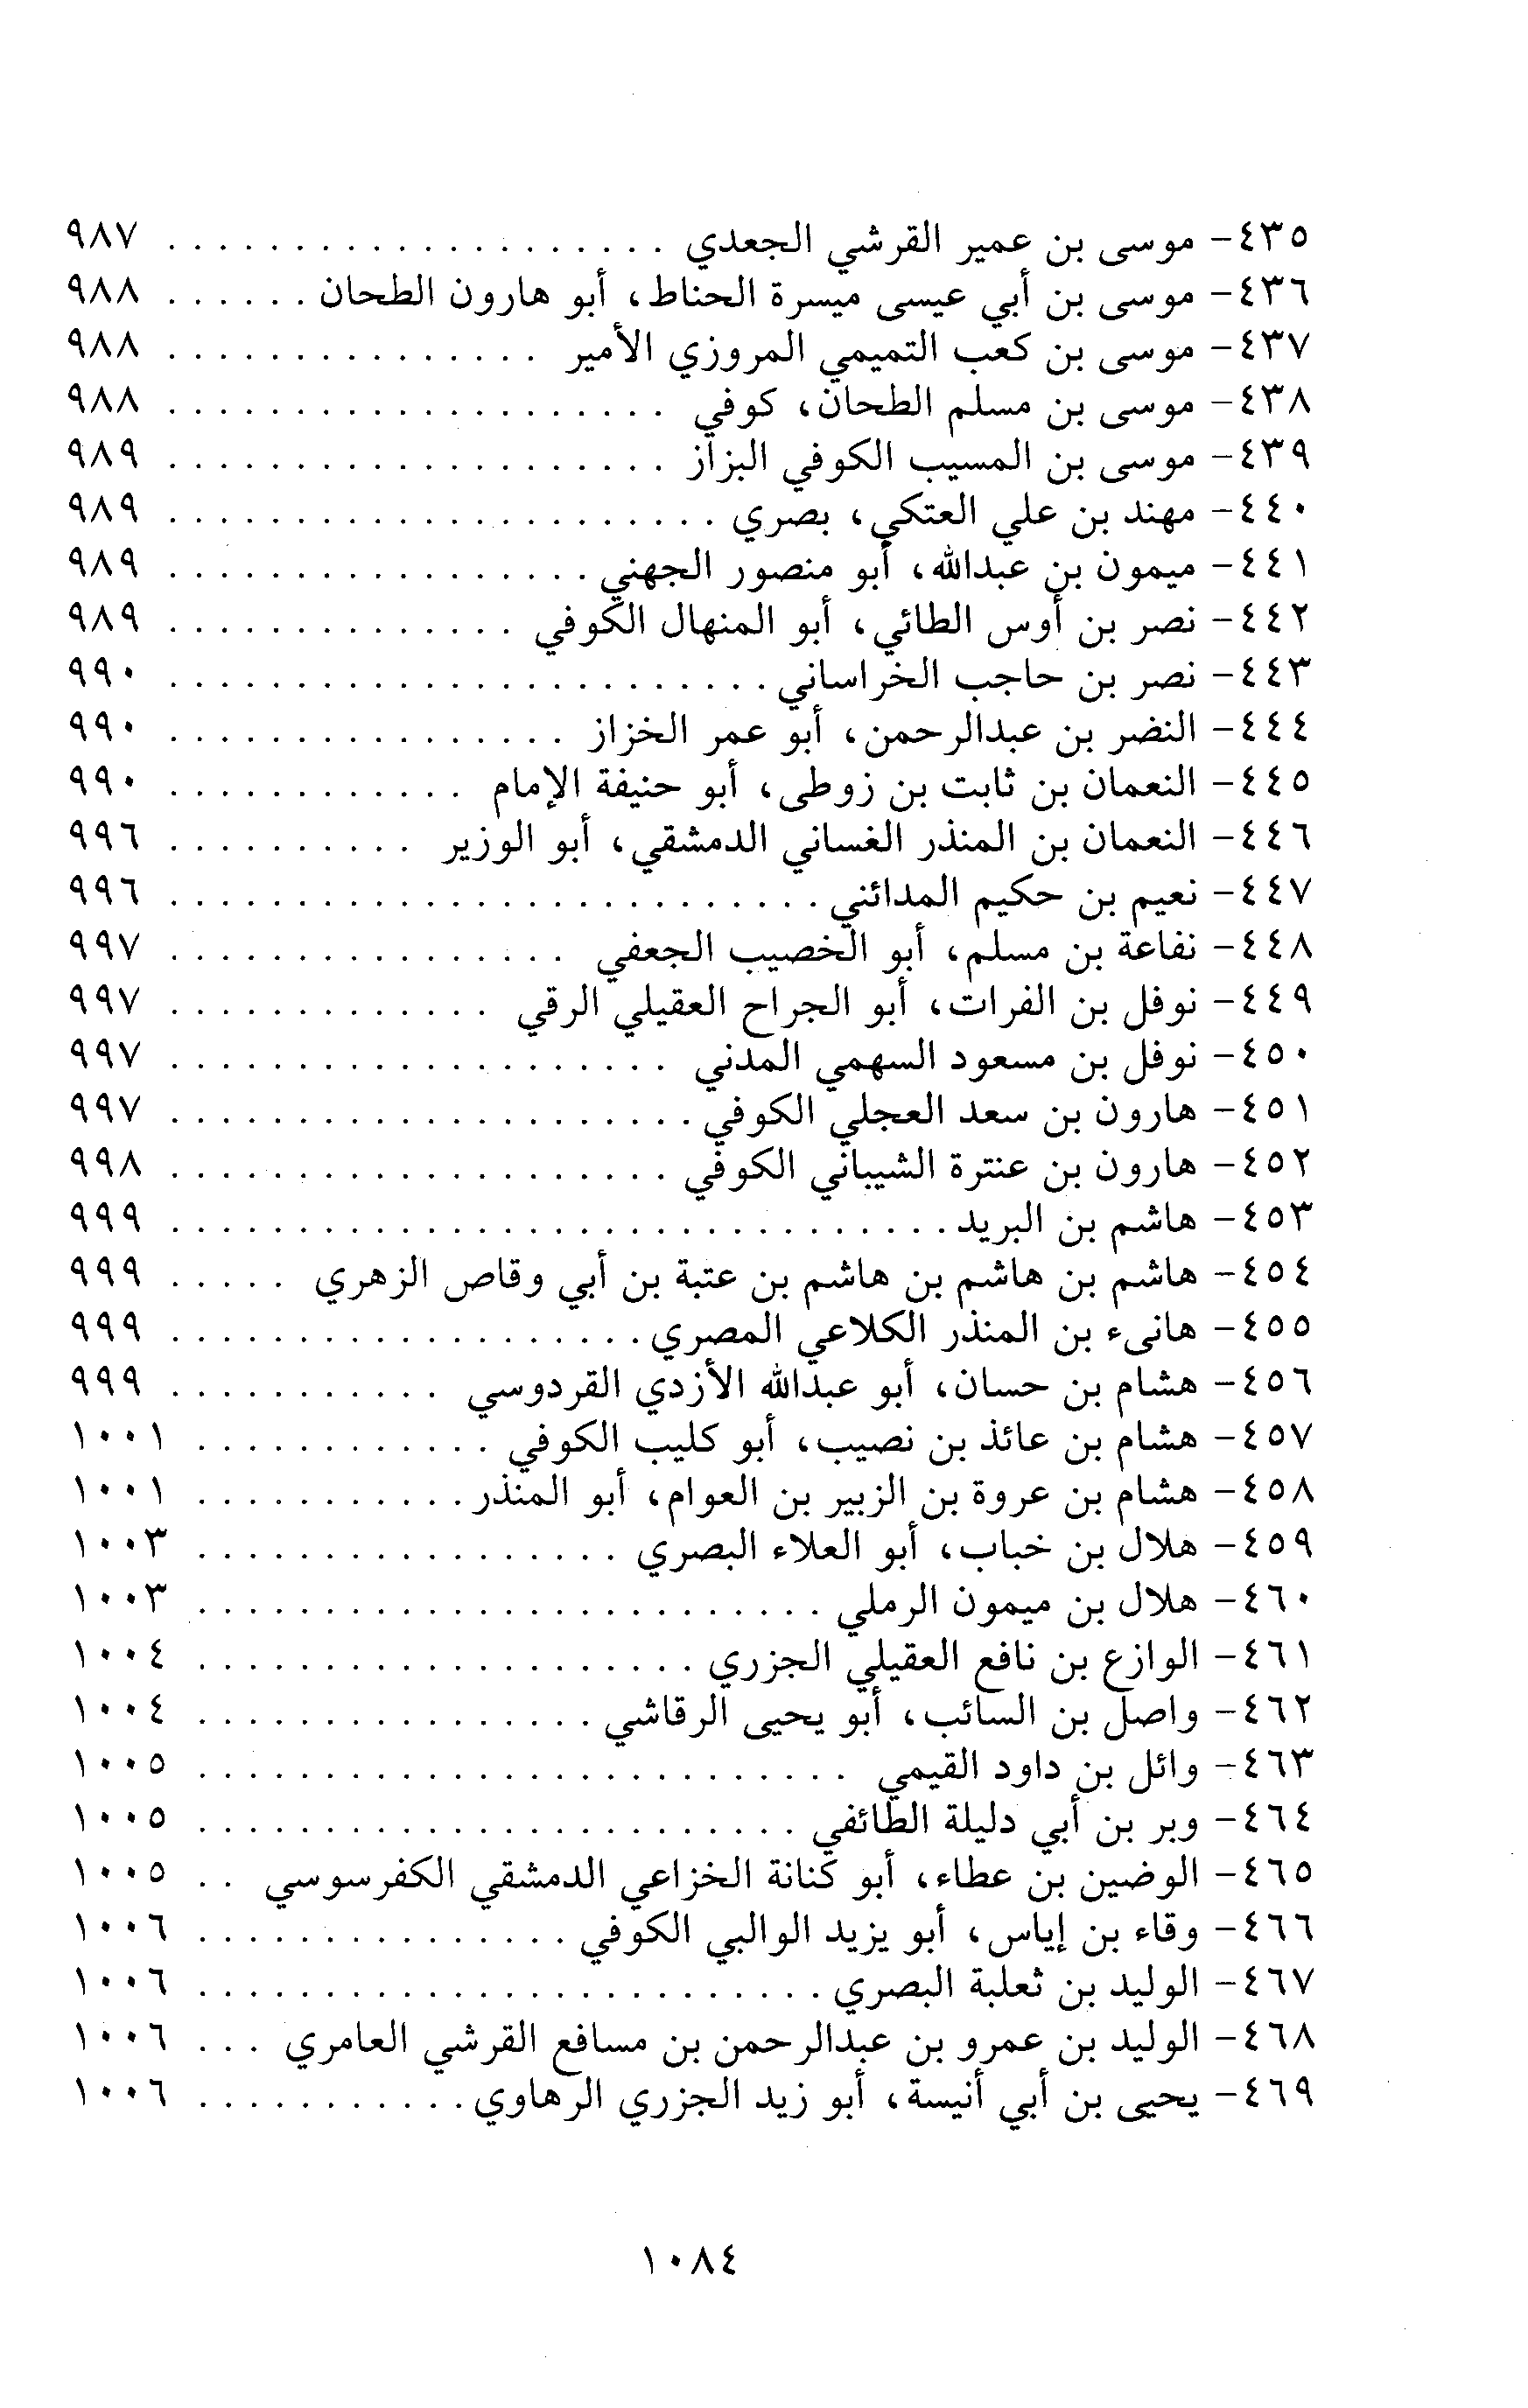 ٤٣٥- موسى بن عمير القرشي الجعدي . . . . . . . . . . . . . . . . . . . . ٩٨٧
٤٣٦- موسى بن أبي عيسى ميسرة الحناط، أبو هارون الطحان . . . . . . ٩٨٨
٤٣٧- موسى بن كعب التميمي المروزي الأمير . . . . . . . . . . . . . . . ٩٨٨
٤٣٨- موسى بن مسلم الطحان، كوفي . . . . . . . . . . . . . . . . . . . . ٩٨٨
٤٣٩- موسى بن المسيب الكوفي البزاز . . . . . . . . . . . . . . . . . . . . ٩٨٩
٤٤٠- مهند بن علي العتكي، بصري . . . . . . . . . . . . . . . . . . . . . . ٩٨٩
٤٤١- ميمون بن عبدالله، أبو منصور الجهني . . . . . . . . . . . . . . . . . ٩٨٩
٤٤٢- نصر بن أوس الطائي، أبو المنهال الكوفي . . . . . . . . . . . . . . ٩٨٩
٤٤٣- نصر بن حاجب الخراساني . . . . . . . . . . . . . . . . . . . . . . . . ٩٩٠
٤٤٤- النضر بن عبدالرحمن، أبو عمر الخزاز . . . . . . . . . . . . . . . . ٩٩٠
٤٤٥- النعمان بن ثابت بن زوطى، أبو حنيفة الإمام . . . . . . . . . . . . ٩٩٠
٤٤٦- النعمان بن المنذر الغساني الدمشقي، أبو الوزير . . . . . . . . . . ٩٩٦
٤٤٧- نعيم بن حكيم المدائني . . . . . . . . . . . . . . . . . . . . . . . . . . ٩٩٦
٤٤٨- نفاعة بن مسلم، أبو الخصيب الجعفي . . . . . . . . . . . . . . . . ٩٩٧
٤٤٩- نوفل بن الفرات، أبو الجراح العقيلي الرقي . . . . . . . . . . . . . ٩٩٧
٤٥٠- نوفل بن مسعود السهمي المدني . . . . . . . . . . . . . . . . . . . . ٩٩٧
٤٥١- هارون بن سعد العجلي الكوفي . . . . . . . . . . . . . . . . . . . . . ٩٩٧
٤٥٢- هارون بن عنترة الشيباني الكوفي . . . . . . . . . . . . . . . . . . . . ٩٩٨
٤٥٣- هاشم بن البريد . . . . . . . . . . . . . . . . . . . . . . . . . . . . . . . ٩٩٩
٤٥٤- هاشم بن هاشم بن هاشم بن عتبة بن أبي وقاص الزهري . . . . . ٩٩٩
٤٥٥- هانىء بن المنذر الكلاعي المصري . . . . . . . . . . . . . . . . . . . ٩٩٩
٤٥٦- هشام بن حسان، أبو عبدالله الأزدي القردوسي . . . . . . . . . . . ٩٩٩
٤٥٧- هشام بن عائذ بن نصيب، أبو كليب الكوفي . . . . . . . . . . . . ١٠٠١
٤٥٨- هشام بن عروة بن الزبير بن العوام، أبو المنذر . . . . . . . . . . . ١٠٠١
٤٥٩- هلال بن خباب، أبو العلاء البصري . . . . . . . . . . . . . . . . . ١٠٠٣
٤٦٠- هلال بن ميمون الرملي . . . . . . . . . . . . . . . . . . . . . . . . . ١٠٠٣
٤٦١- الوازع بن نافع العقيلي الجزري . . . . . . . . . . . . . . . . . . . . ١٠٠٤
٤٦٢- واصل بن السائب، أبو يحيى الرقاشي . . . . . . . . . . . . . . . . ١٠٠٤
٤٦٣- وائل بن داود القيمي . . . . . . . . . . . . . . . . . . . . . . . . . . ١٠٠٥
٤٦٤- وبر بن أبي دليلة الطائفي . . . . . . . . . . . . . . . . . . . . . . . . ١٠٠٥
٤٦٥- الوضين بن عطاء، أبو كنانة الخزاعي الدمشقي الكفرسوسي . . ١٠٠٥
٤٦٦- وقاء بن إياس، أبو يزيد الوالبي الكوفي . . . . . . . . . . . . . . . ١٠٠٦
٤٦٧- الوليد بن ثعلبة البصري . . . . . . . . . . . . . . . . . . . . . . . . . ١٠٠٦
٤٦٨- الوليد بن عمرو بن عبدالرحمن بن مسافع القرشي العامري . . . ١٠٠٦
٤٦٩- يحيى بن أبي أنيسة، أبو زيد الجزري الرهاوي . . . . . . . . . . . ١٠٠٦
١٠٨٤